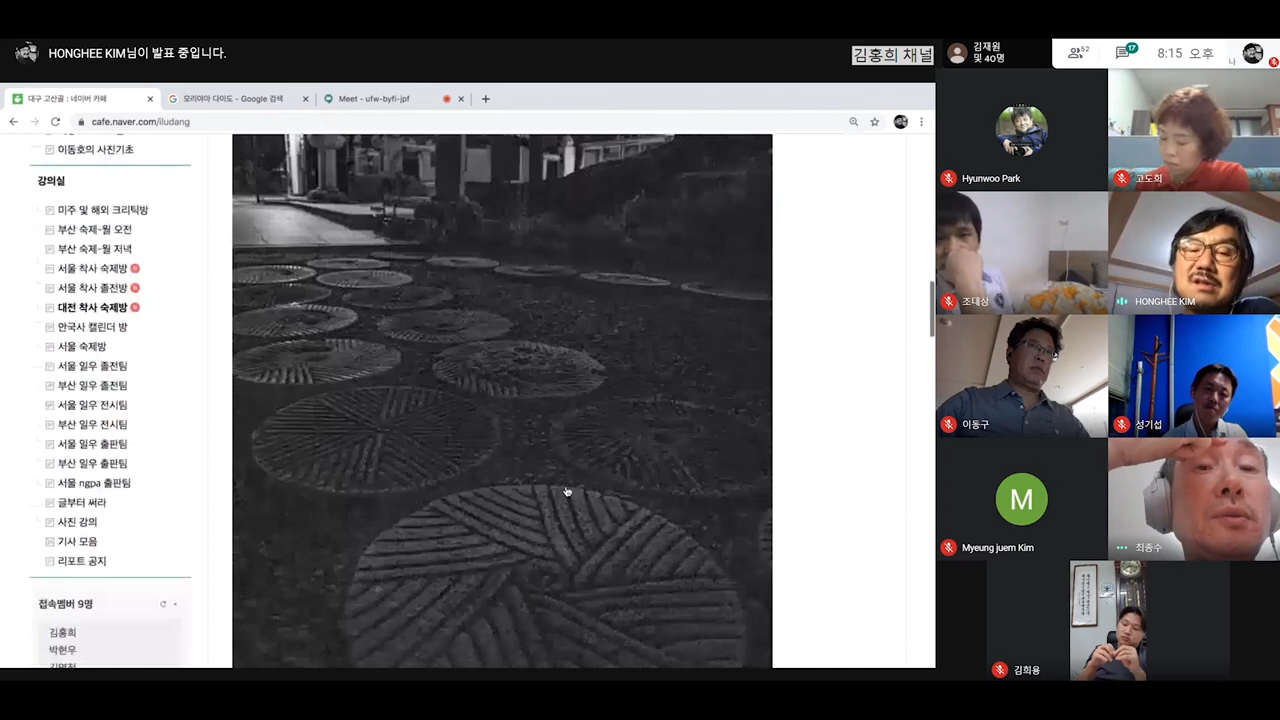 HONGHEE KIM님이 발표 중입니다.
김홍희 채널
김재원
및 40명
52
17
8:15 오후
나
대구 고산골 : 네이버 카페
모리야마 다이도 - Google 검색
Meet - ufw-byfi-jpf
cafe.naver.com/iludang
이동호의 사진기초
강의실
미주 및 해외 크리틱방
부산 숙제-월 오전
부산 숙제-월 저녁
서울 착사 숙제방
서울 착사 졸전방
대전 착사 숙제방
안국사 캘린더 방
서울 숙제방
서울 일우 졸전팀
부산 일우 졸전팀
서울 일우 전시팀
부산 일우 전시팀
서울 일우 출판팀
부산 일우 출판팀
서울 ngpa 출판팀
글부터 써라
사진 강의
기사 모음
리포트 공지
접속멤버 9명
김홍희
박현우
Hyunwoo Park
고도희
조대상
HONGHEE KIM
이동구
성기섭
M
Myeung juem Kim
최종수
김희용